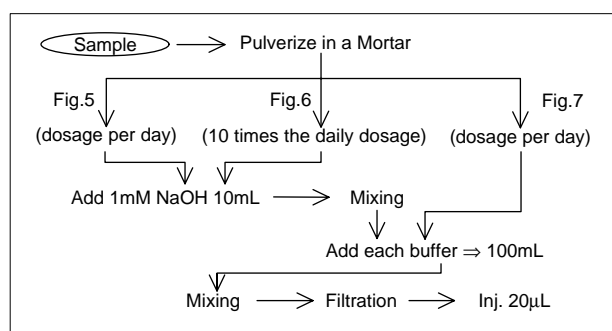 Sample Pulverize in a Mortar
Fig.5 Fig.6 Fig.7
(dosage per day) (10 times the daily dosage) (dosage per day)
Add 1mM NaOH 10mL Mixing
Add each buffer ⇒ 100mL
Mixing Filtration Inj. 20μL